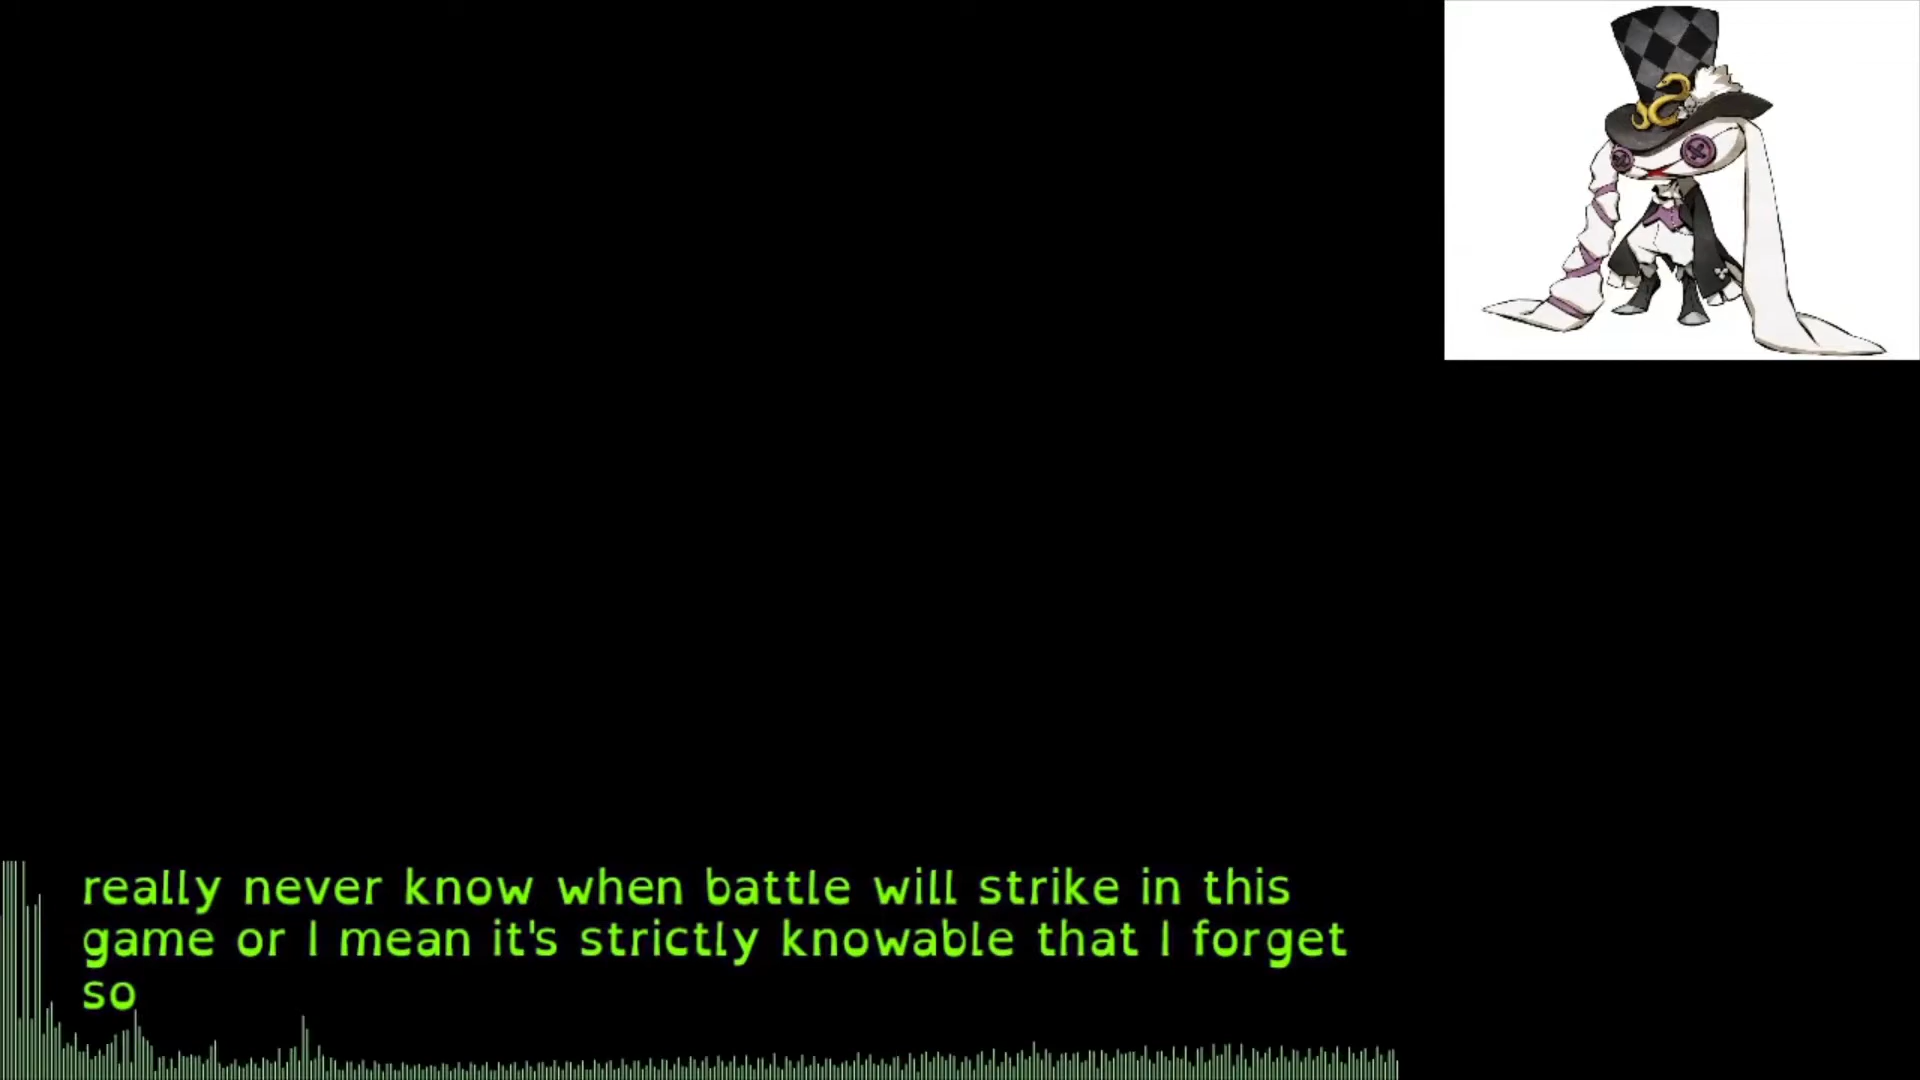 really never know when battle will strike in this
game or I mean it's strictly knowable that I forget
so